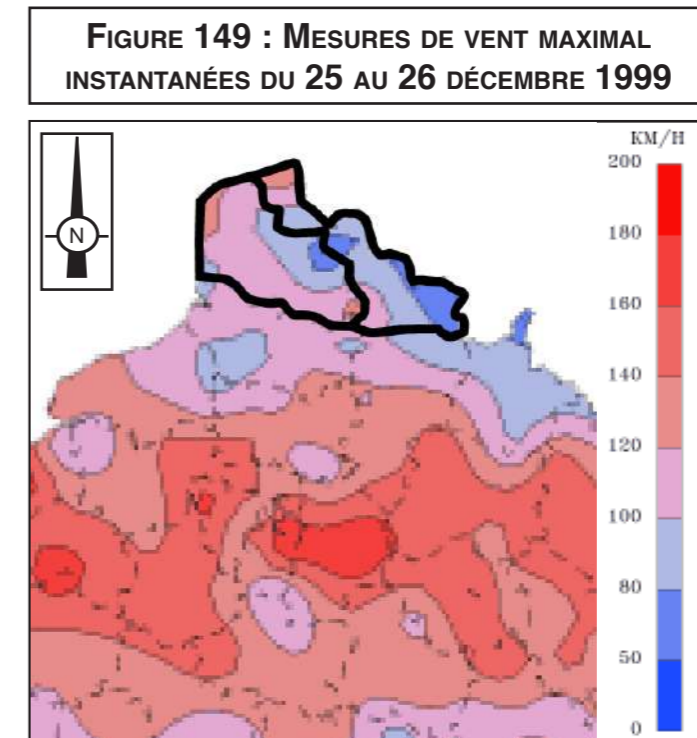 FIGURE 149 : MESURES DE VENT MAXIMAL
INSTANTANÉES DU 25 AU 26 DÉCEMBRE 1999
N
KM/H
200
180
160
140
120
100
80
50
0